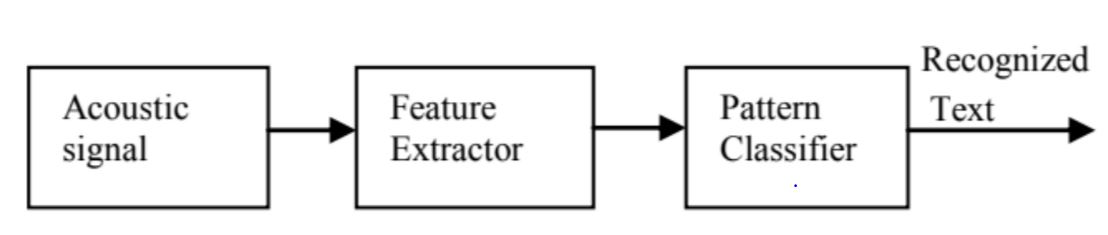 Acoustic
signal
Feature
Extractor
Pattern
Classifier
Recognized
Text